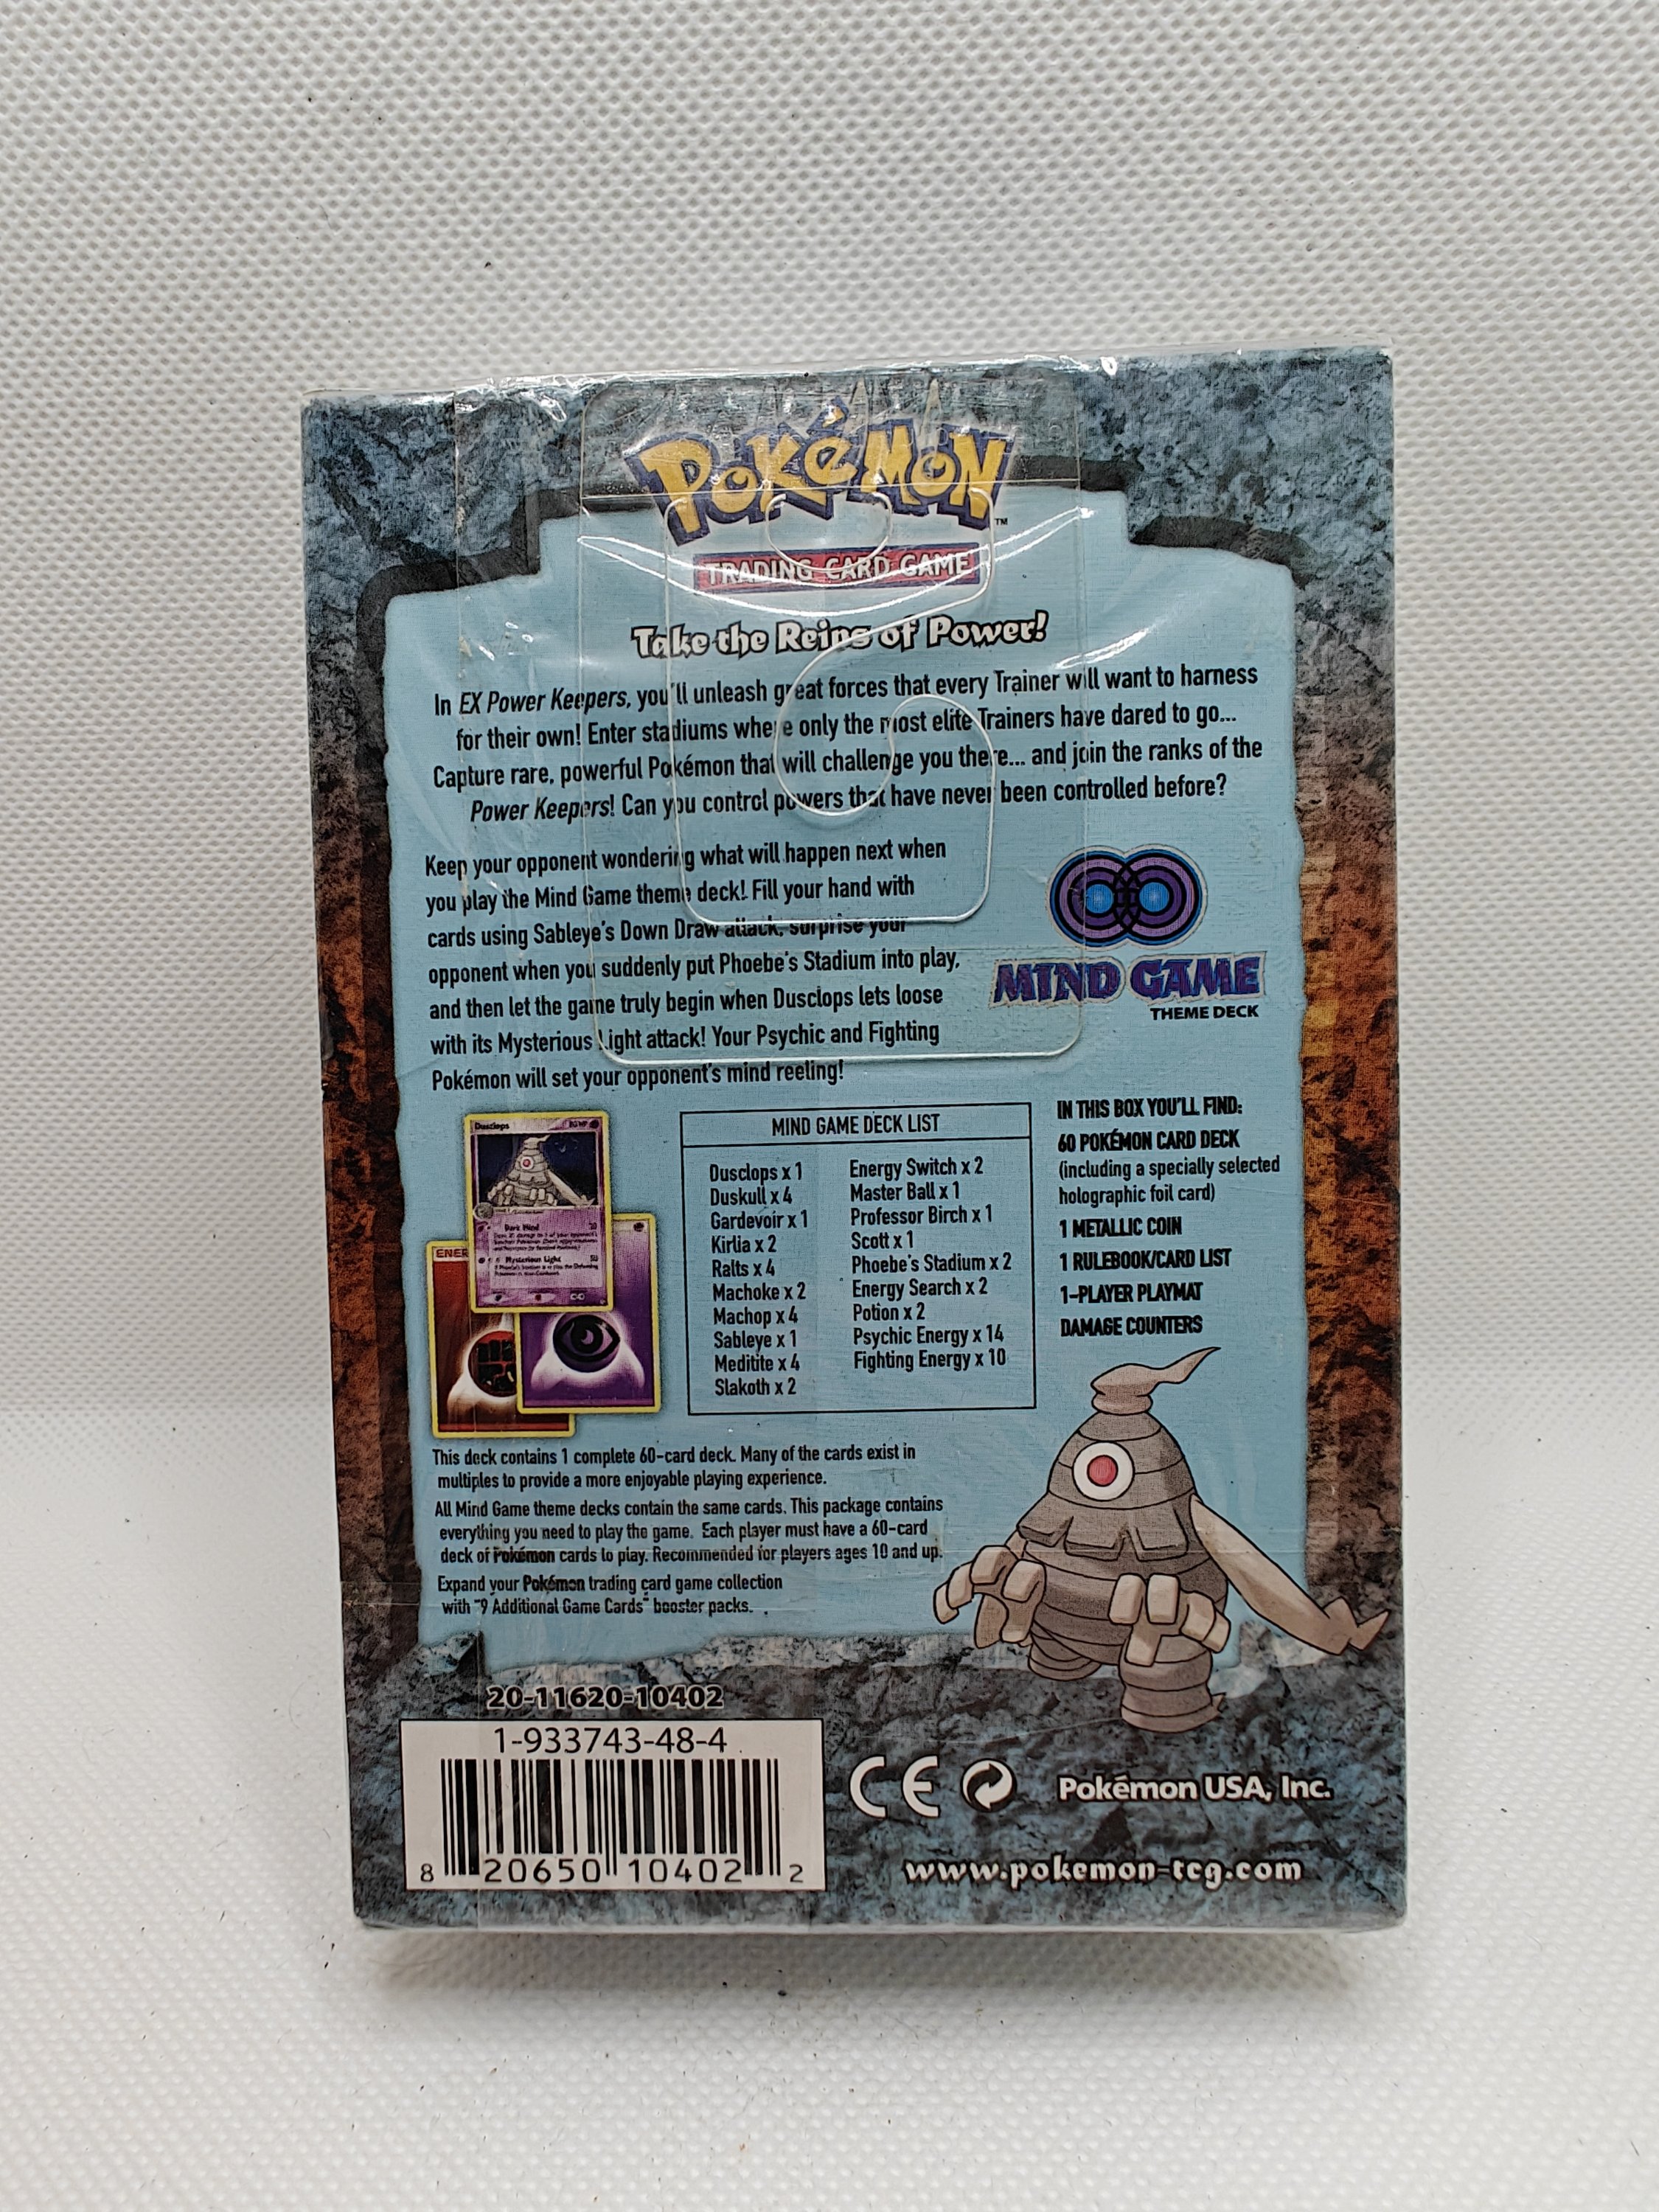 POKéMON™
TRADING CARD GAME
Take the Reins of Power!
In EX Power Keepers, you'll unleash great forces that every Trainer will want to harness
for their own! Enter stadiums where only the most elite Trainers have dared to go...
Capture rare, powerful Pokémon that will challenge you there... and join the ranks of the
Power Keepers! Can you control powers that have never been controlled before?
Keep your opponent wondering what will happen next when
you play the Mind Game theme deck! Fill your hand with
cards using Sableye's Down Draw attack, surprise your
opponent when you suddenly put Phoebe's Stadium into play,
and then let the game truly begin when Dusclops lets loose
with its Mysterious Light attack! Your Psychic and Fighting
Pokémon will set your opponent's mind reeling!
MIND GAME
THEME DECK
Dusclops
Dark Mind
Mysterious Light
ENER
MIND GAME DECK LIST
Dusclops x 1
Duskull x 4
Gardevoir x 1
Kirlia x 2
Ralts x 4
Machoke x 2
Machop x 4
Sableye x 1
Meditite x 4
Slakoth x 2
Energy Switch x 2
Master Ball x 1
Professor Birch x 1
Scott x 1
Phoebe's Stadium x 2
Energy Search x 2
Potion x 2
Psychic Energy x 14
Fighting Energy x 10
IN THIS BOX YOU'LL FIND:
60 POKÉMON CARD DECK
(including a specially selected
holographic foil card)
1 METALLIC COIN
1 RULEBOOK/CARD LIST
1-PLAYER PLAYMAT
DAMAGE COUNTERS
This deck contains 1 complete 60-card deck. Many of the cards exist in
multiples to provide a more enjoyable playing experience.
All Mind Game theme decks contain the same cards. This package contains
everything you need to play the game. Each player must have a 60-card
deck of Pokémon cards to play. Recommended for players ages 10 and up.
Expand your Pokémon trading card game collection
with "9 Additional Game Cards" booster packs.
20-11620-10402
1-933743-48-4
8 20650 10402 2
CE
Pokémon USA, Inc.
www.pokemon-tcg.com